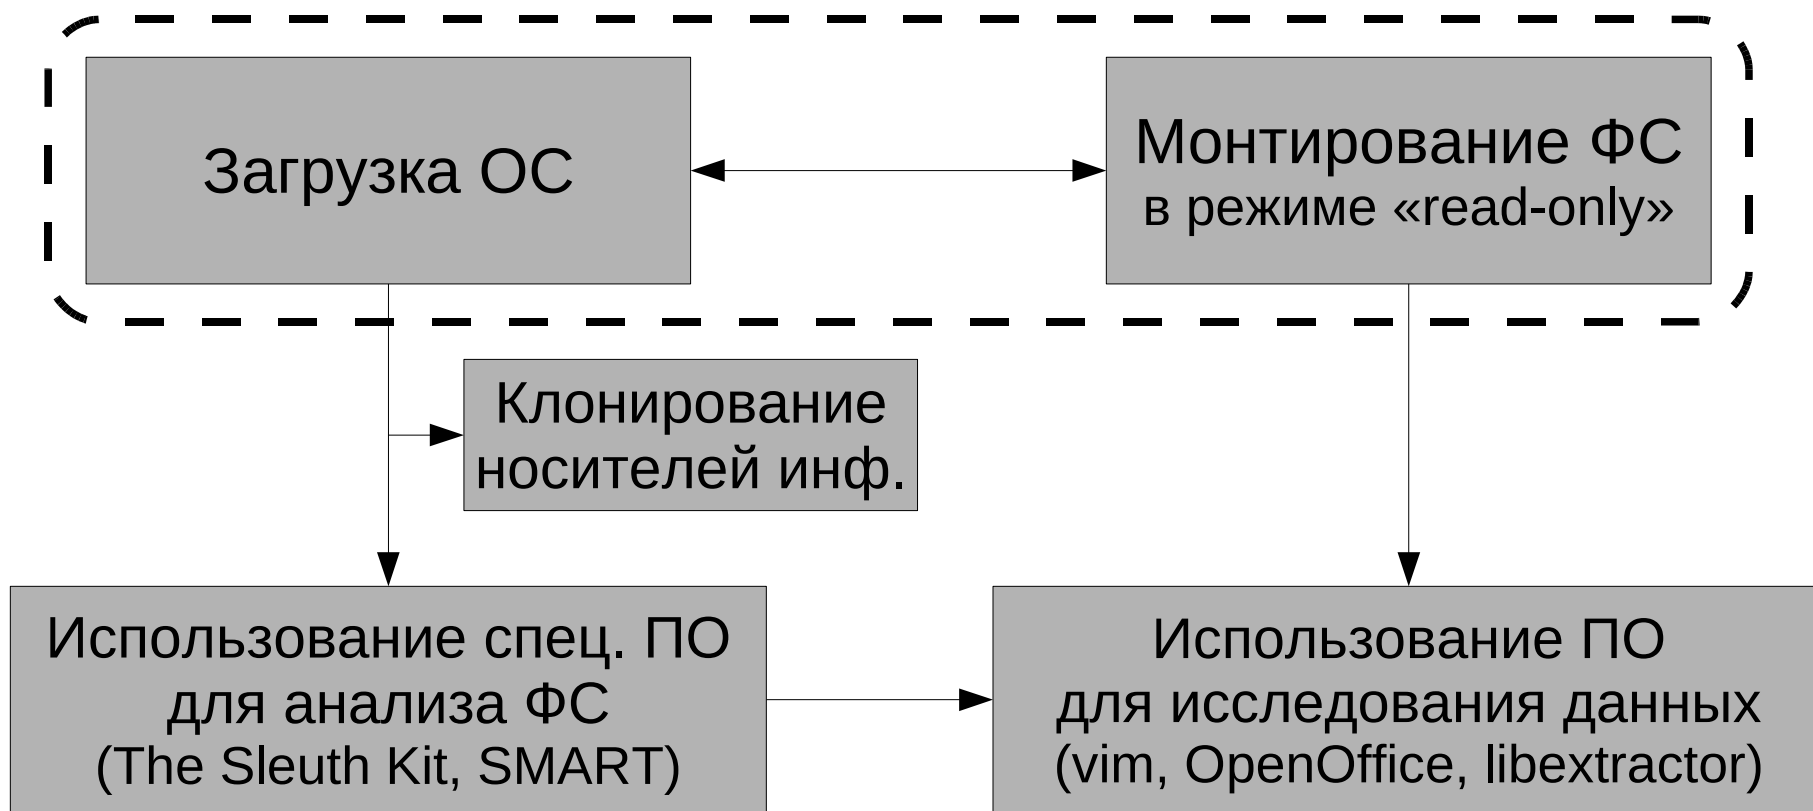 Загрузка ОС
Монтирование ФС
в режиме «read-only»
Клонирование
носителей инф.
Использование спец. ПО
для анализа ФС
(The Sleuth Kit, SMART)
Использование ПО
для исследования данных
(vim, OpenOffice, libextractor)